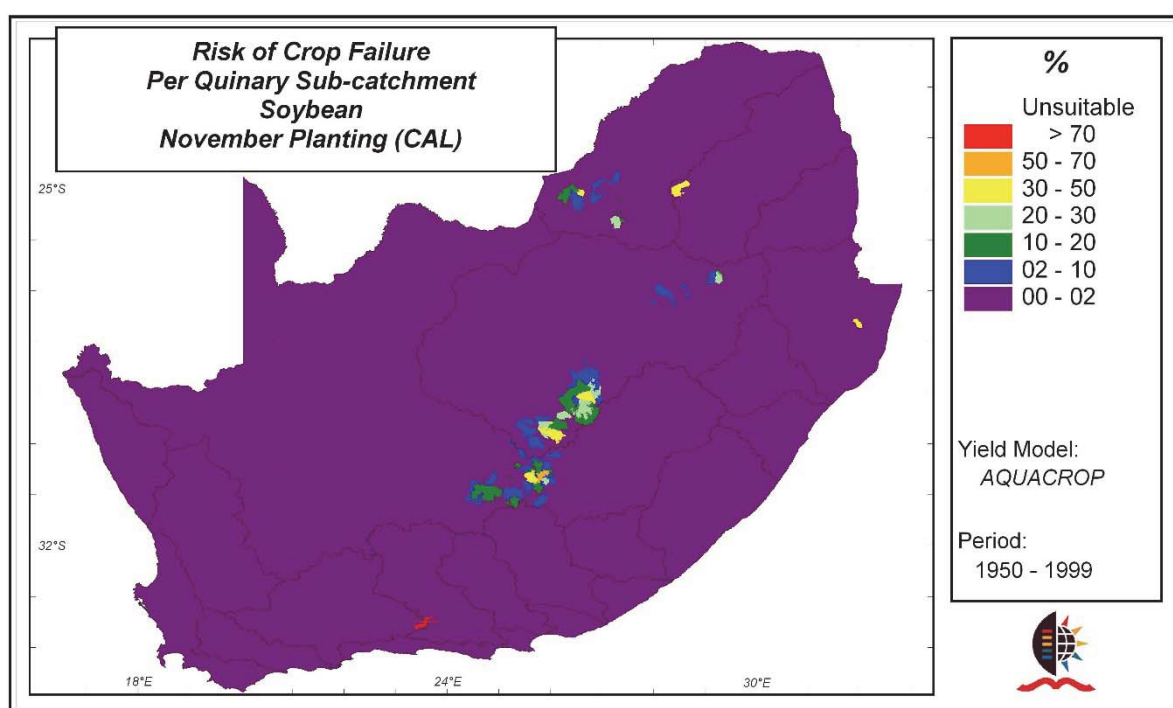 Risk of Crop Failure
Per Quinary Sub-catchment
Soybean
November Planting (CAL)
%
Unsuitable
> 70
50 - 70
30 - 50
20 - 30
10 - 20
02 - 10
00 - 02
Yield Model:
AQUACROP
Period:
1950 - 1999
25°S
32°S
18°E
24°E
30°E